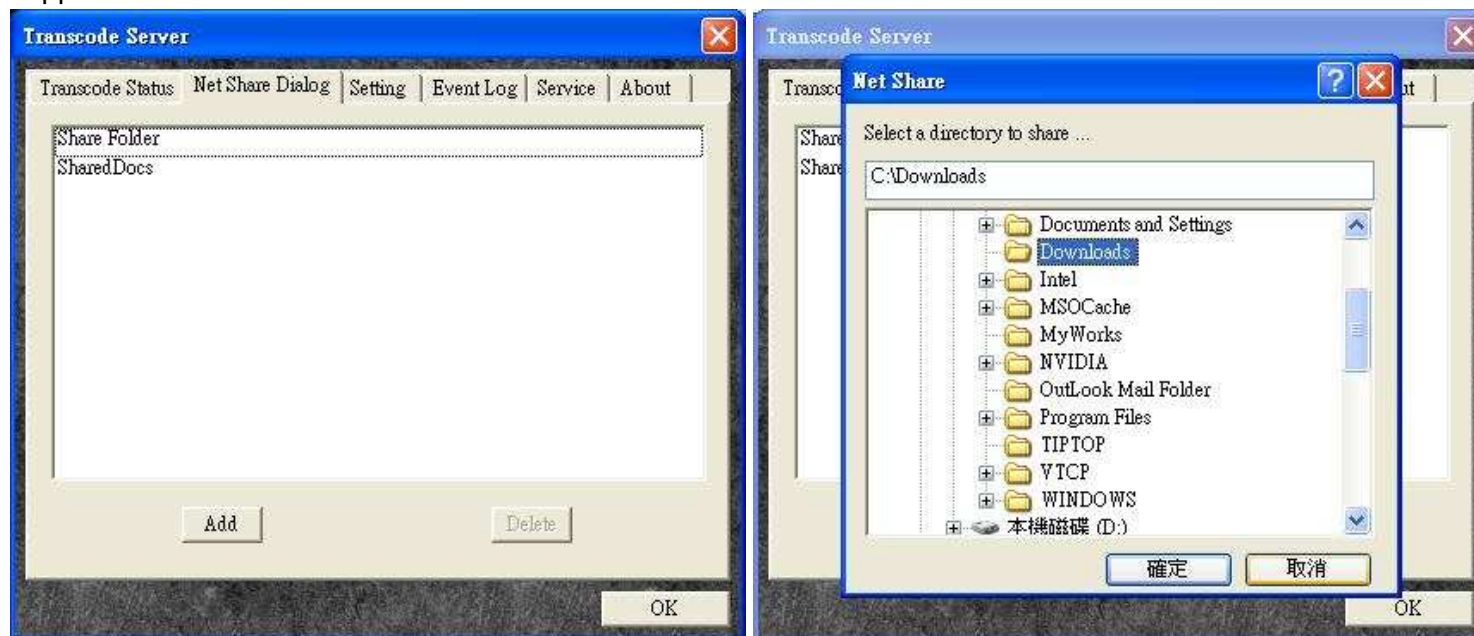 Transcode Server
Transcode Status Net Share Dialog Setting Event Log Service About
Share Folder
SharedDocs
Add Delete
OK
Transcode Server
Transco
Share
Share
Net Share
Select a directory to share ...
C:\Downloads
Documents and Settings
Downloads
Intel
MSOCache
MyWorks
NVIDIA
OutLook Mail Folder
Program Files
TIPTOP
VTCP
WINDOWS
本機磁碟 (D:)
確定 取消
ut
OK